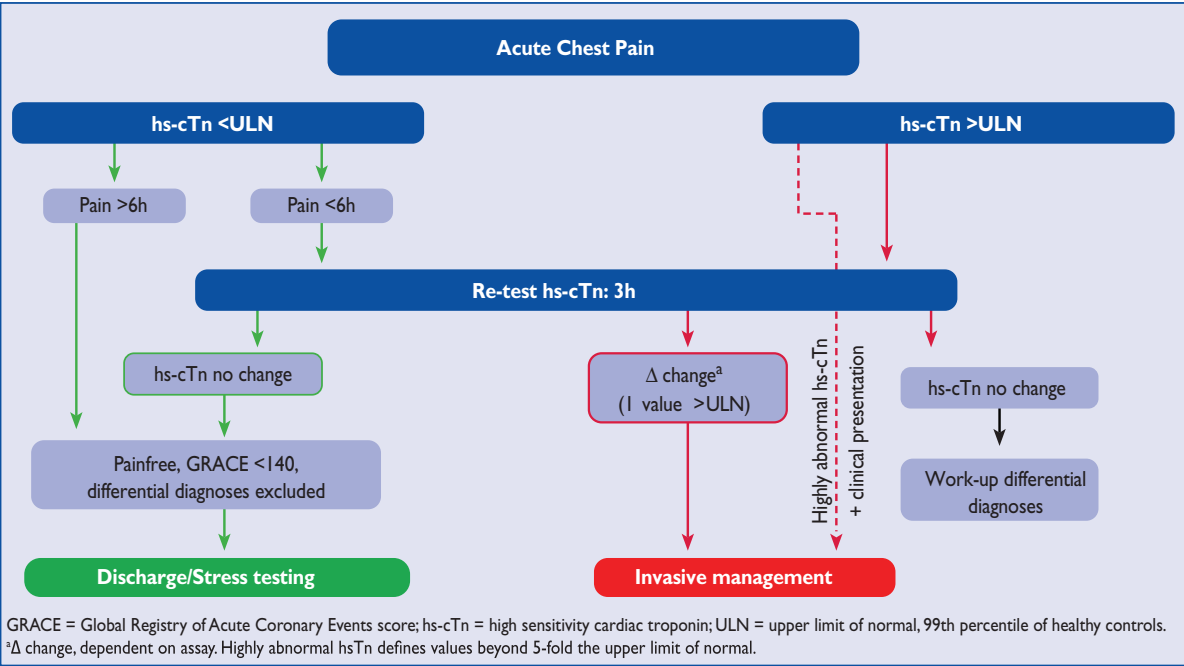 Acute Chest Pain
hs-cTn <ULN
hs-cTn >ULN
Pain >6h
Pain <6h
Re-test hs-cTn: 3h
hs-cTn no change
Δ changeᵃ
(1 value >ULN)
Highly abnormal hs-cTn
+ clinical presentation
hs-cTn no change
Painfree, GRACE <140,
differential diagnoses excluded
Work-up differential
diagnoses
Discharge/Stress testing
Invasive management
GRACE = Global Registry of Acute Coronary Events score; hs-cTn = high sensitivity cardiac troponin; ULN = upper limit of normal, 99th percentile of healthy controls.
ᵃΔ change, dependent on assay. Highly abnormal hsTn defines values beyond 5-fold the upper limit of normal.